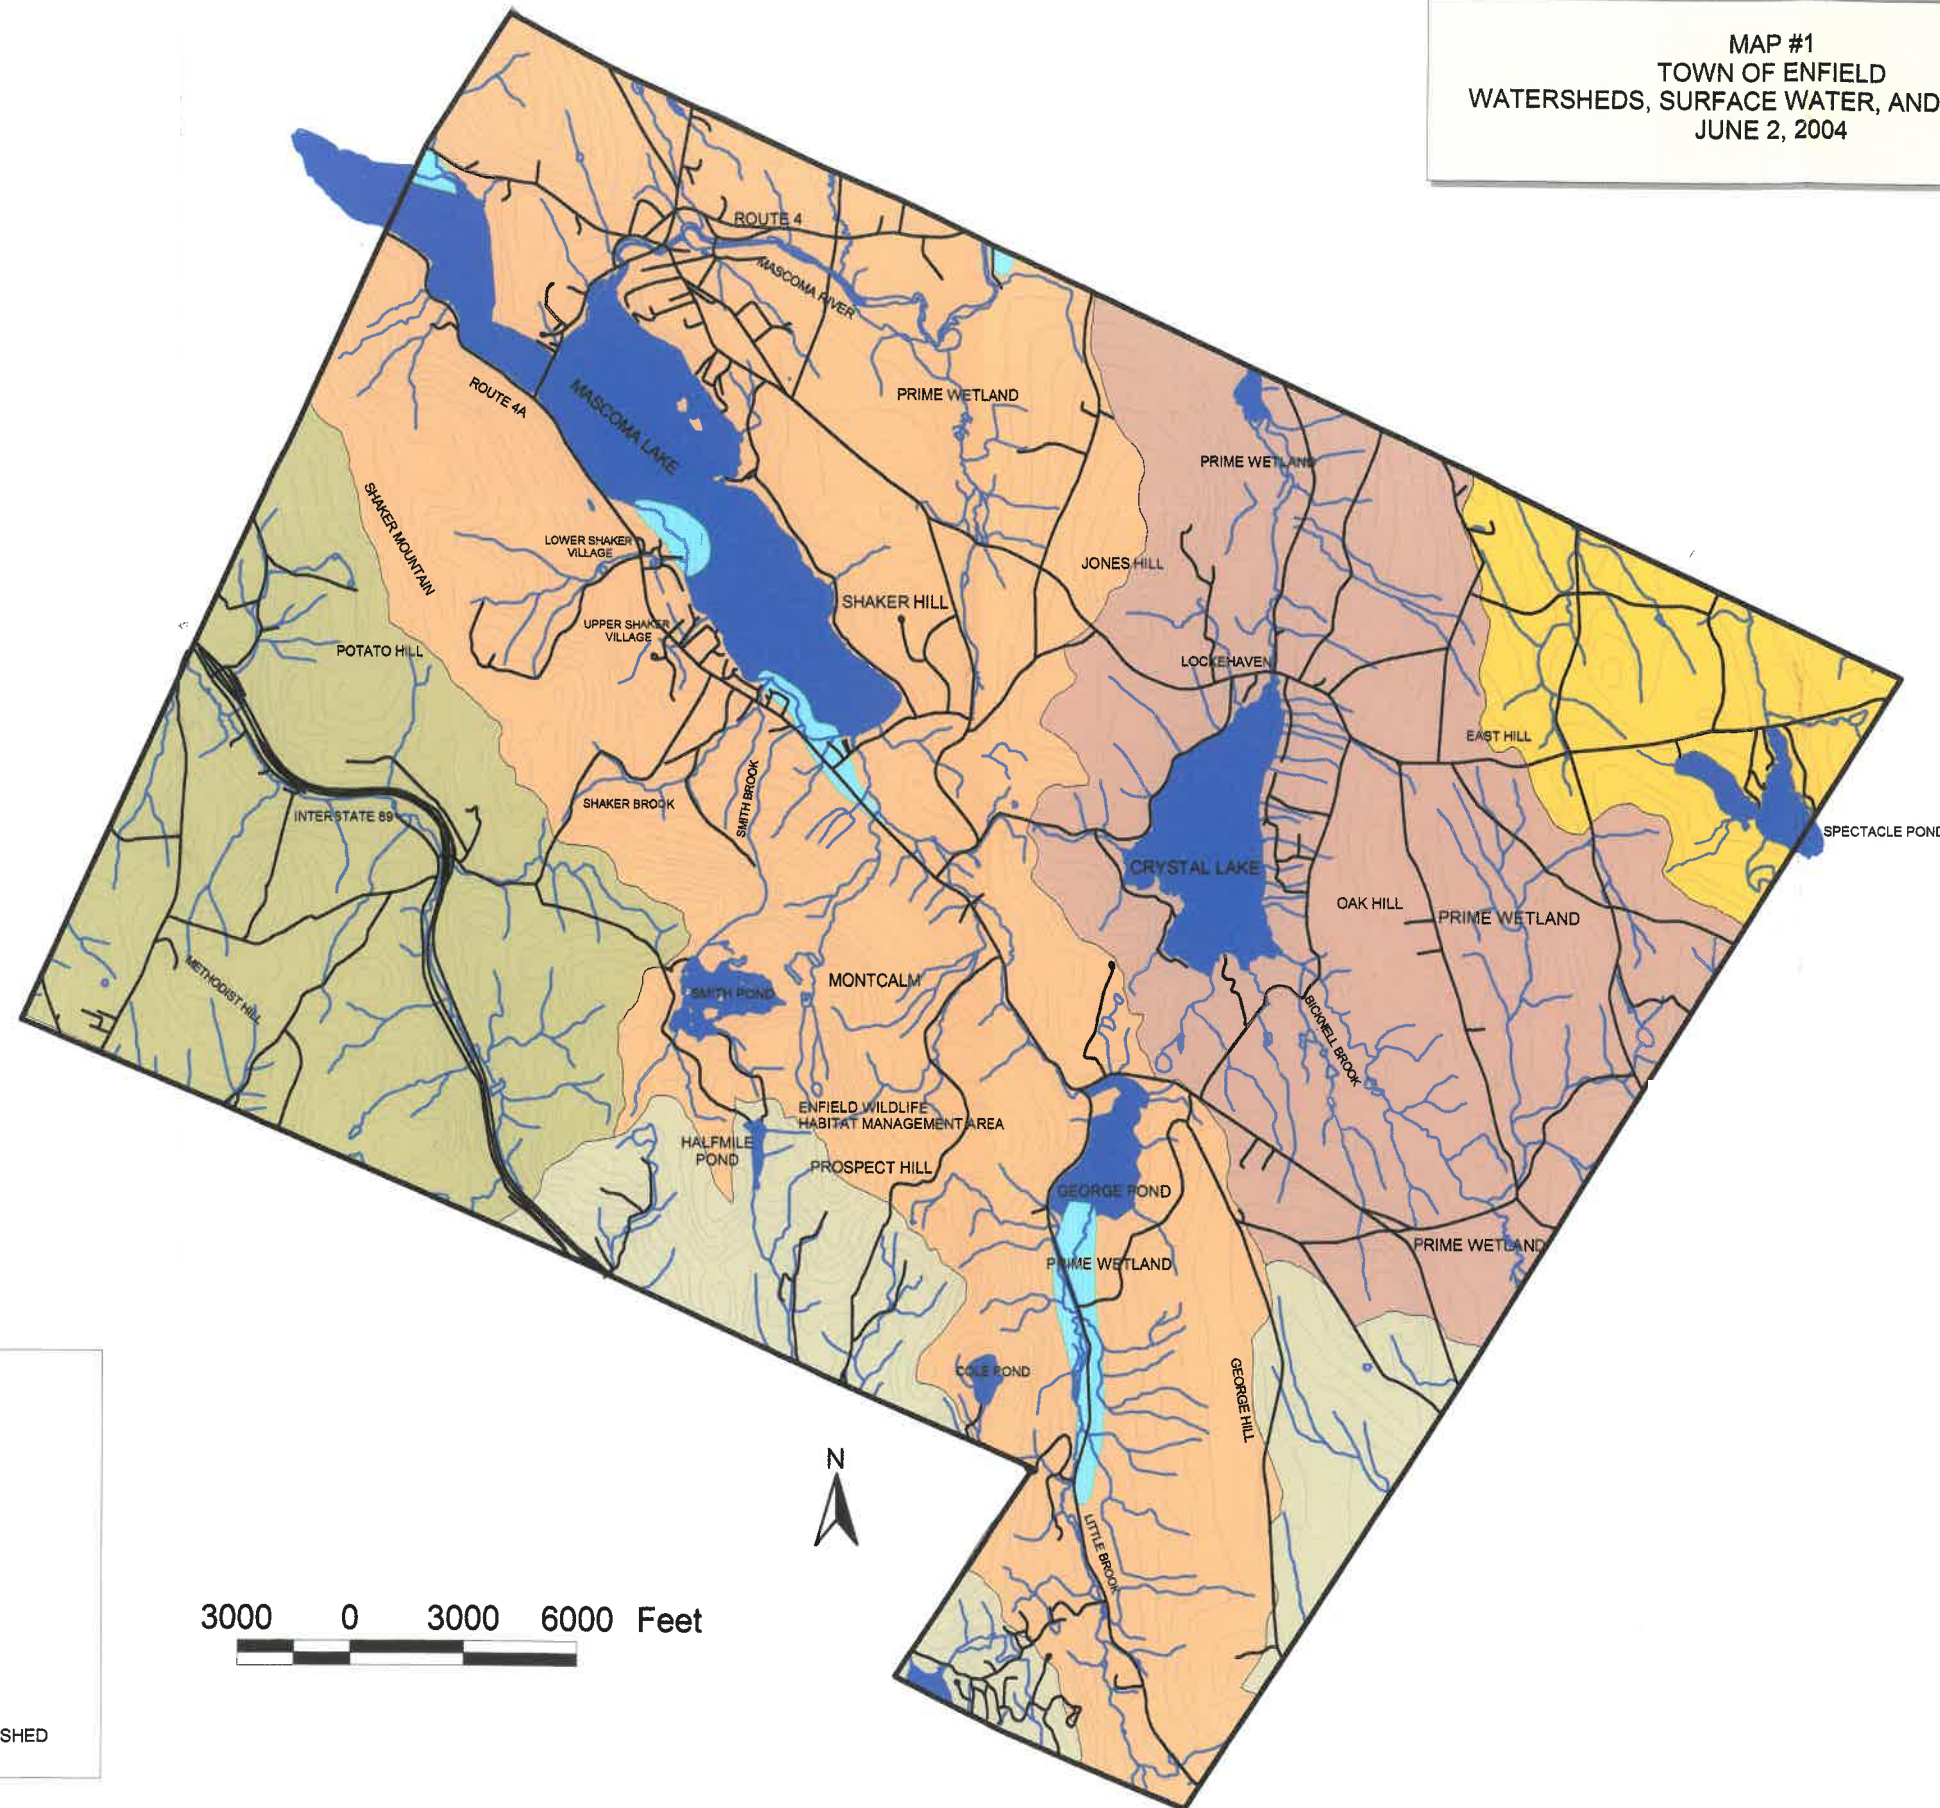 MAP #1
TOWN OF ENFIELD
WATERSHEDS, SURFACE WATER, AND
JUNE 2, 2004
ROUTE 4
MASCOMA RIVER
ROUTE 4A
MASCOMA LAKE
PRIME WETLAND
PRIME WETLAND
SHAKER MOUNTAIN
LOWER SHAKER
VILLAGE
JONES HILL
SHAKER HILL
UPPER SHAKER
VILLAGE
POTATO HILL
LOCKEHAVEN
EAST HILL
SMITH BROOK
SHAKER BROOK
INTERSTATE 89
SPECTACLE POND
CRYSTAL LAKE
OAK HILL
PRIME WETLAND
METHODIST HILL
SMITH POND
MONTCALM
BICKNELL BROOK
ENFIELD WILDLIFE
HABITAT MANAGEMENT AREA
HALFMILE
POND
PROSPECT HILL
GEORGE POND
PRIME WETLAND
PRIME WETLAND
COLE POND
GEORGE HILL
N
LITTLE BROOK
3000 0 3000 6000 Feet
SHED